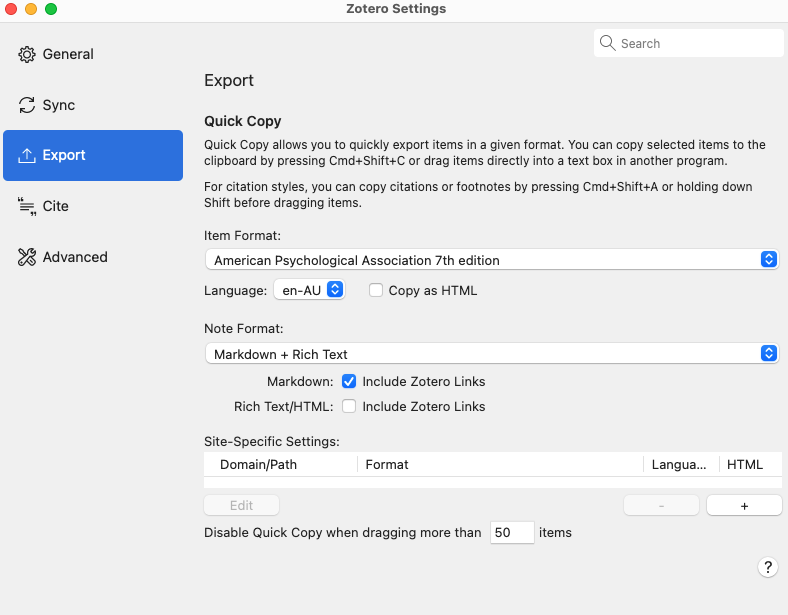 Zotero Settings
Search
General
Sync
Export
Cite
Advanced
Export
Quick Copy
Quick Copy allows you to quickly export items in a given format. You can copy selected items to the
clipboard by pressing Cmd+Shift+C or drag items directly into a text box in another program.
For citation styles, you can copy citations or footnotes by pressing Cmd+Shift+A or holding down
Shift before dragging items.
Item Format:
American Psychological Association 7th edition
Language: en-AU Copy as HTML
Note Format:
Markdown + Rich Text
Markdown: Include Zotero Links
Rich Text/HTML: Include Zotero Links
Site-Specific Settings:
Domain/Path Format Langua... HTML
Edit - +
Disable Quick Copy when dragging more than 50 items
?